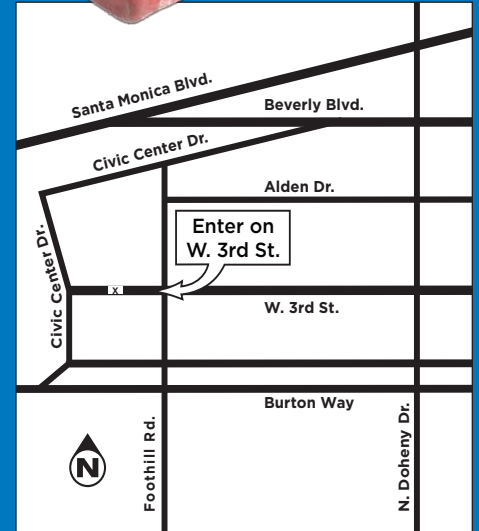 Santa Monica Blvd.
Beverly Blvd.
Civic Center Dr.
Alden Dr.
Enter on
W. 3rd St.
Civic Center Dr.
x
W. 3rd St.
Burton Way
N
Foothill Rd.
N. Doheny Dr.